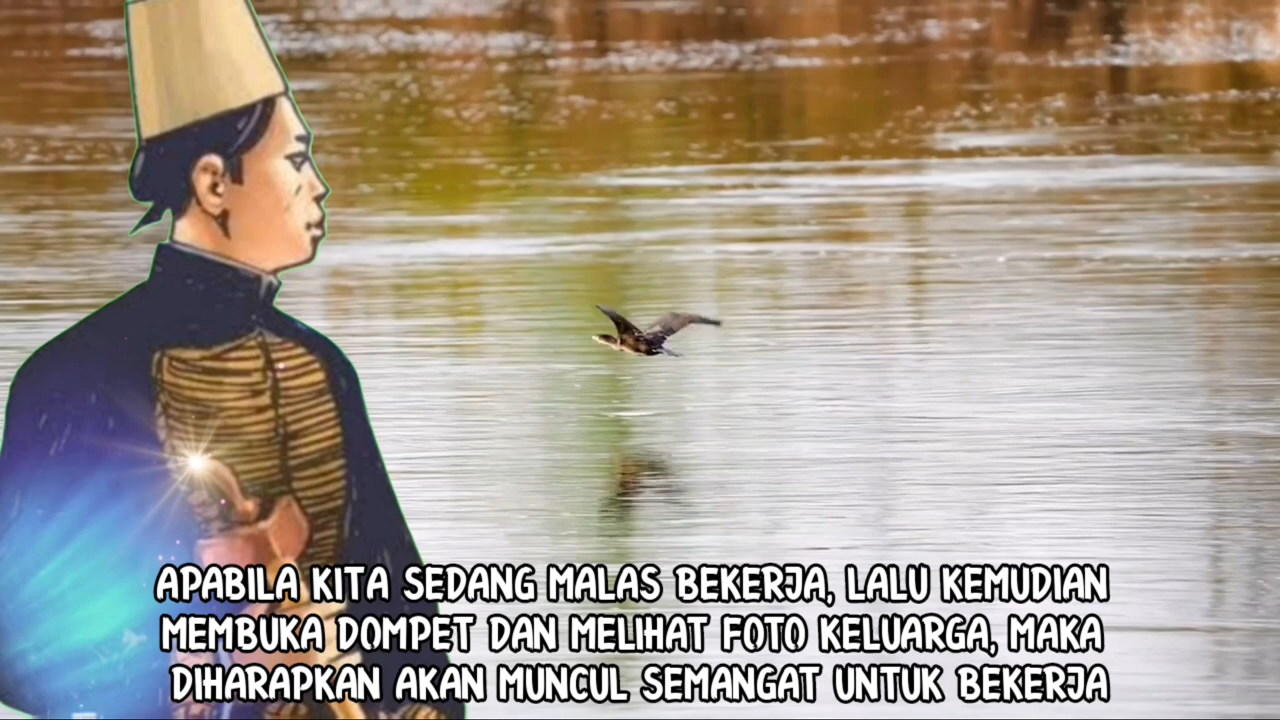 APABILA KITA SEDANG MALAS BEKERJA, LALU KEMUDIAN
MEMBUKA DOMPET DAN MELIHAT FOTO KELUARGA, MAKA
DIHARAPKAN AKAN MUNCUL SEMANGAT UNTUK BEKERJA